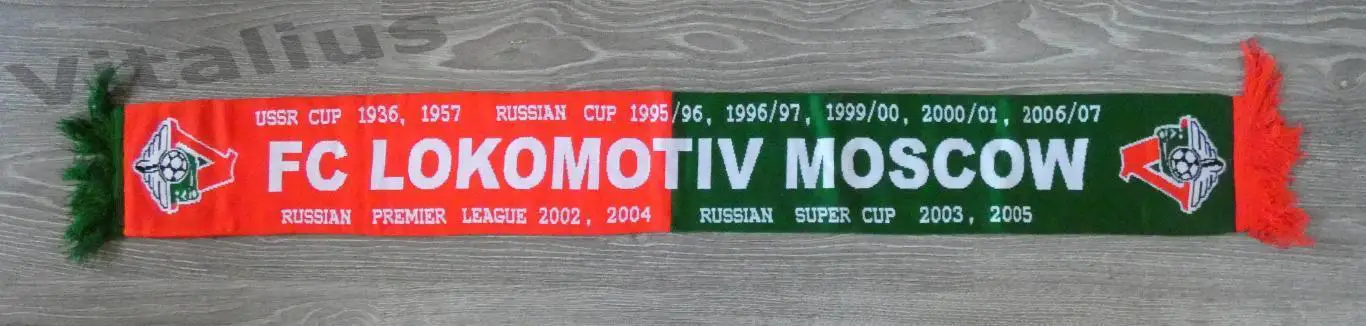 Vitalius
USSR CUP 1936, 1957 RUSSIAN CUP 1995/96, 1996/97, 1999/00, 2000/01, 2006/07
FC LOKOMOTIV MOSCOW
RUSSIAN PREMIER LEAGUE 2002, 2004 RUSSIAN SUPER CUP 2003, 2005